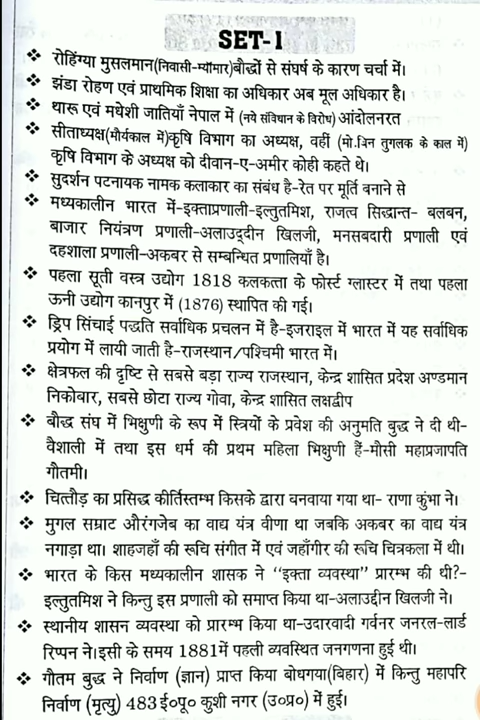 SET-1
❖ रोहिंग्या मुसलमान(निवासी-म्यॉमार)बौद्धों से संघर्ष के कारण चर्चा में।
❖ झंडा रोहण एवं प्राथमिक शिक्षा का अधिकार अब मूल अधिकार है।
❖ थारू एवं मधेशी जातियाँ नेपाल में (नये संविधान के विरोध) आंदोलनरत
❖ सीताध्यक्ष(मौर्यकाल में)कृषि विभाग का अध्यक्ष, वहीं (मो.बिन तुगलक के काल में)
कृषि विभाग के अध्यक्ष को दीवान-ए-अमीर कोही कहते थे।
❖ सुदर्शन पटनायक नामक कलाकार का संबंध है-रेत पर मूर्ति बनाने से
❖ मध्यकालीन भारत में-इक्ताप्रणाली-इल्तुतमिश, राजत्व सिद्धान्त- बलबन,
बाजार नियंत्रण प्रणाली-अलाउद्दीन खिलजी, मनसबदारी प्रणाली एवं
दहशाला प्रणाली-अकबर से सम्बन्धित प्रणालियाँ है।
❖ पहला सूती वस्त्र उद्योग 1818 कलकत्ता के फोर्स्ट ग्लास्टर में तथा पहला
ऊनी उद्योग कानपुर में (1876) स्थापित की गई।
❖ ड्रिप सिंचाई पद्धति सर्वाधिक प्रचलन में है-इजराइल में भारत में यह सर्वाधिक
प्रयोग में लायी जाती है-राजस्थान/पश्चिमी भारत में।
❖ क्षेत्रफल की दृष्टि से सबसे बड़ा राज्य राजस्थान, केन्द्र शासित प्रदेश अण्डमान
निकोबार, सबसे छोटा राज्य गोवा, केन्द्र शासित लक्षद्वीप
❖ बौद्ध संघ में भिक्षुणी के रूप में स्त्रियों के प्रवेश की अनुमति बुद्ध ने दी थी-
वैशाली में तथा इस धर्म की प्रथम महिला भिक्षुणी हैं-मौसी महाप्रजापति
गौतमी।
❖ चित्तौड़ का प्रसिद्ध कीर्तिस्तम्भ किसके द्वारा बनवाया गया था- राणा कुंभा ने।
❖ मुगल सम्राट औरंगजेब का वाद्य यंत्र वीणा था जबकि अकबर का वाद्य यंत्र
नगाड़ा था। शाहजहाँ की रूचि संगीत में एवं जहाँगीर की रूचि चित्रकला में थी।
❖ भारत के किस मध्यकालीन शासक ने "इक्ता व्यवस्था" प्रारम्भ की थी?-
इल्तुतमिश ने किन्तु इस प्रणाली को समाप्त किया था-अलाउद्दीन खिलजी ने।
❖ स्थानीय शासन व्यवस्था को प्रारम्भ किया था-उदारवादी गर्वनर जनरल-लार्ड
रिप्पन ने।इसी के समय 1881में पहली व्यवस्थित जनगणना हुई थी।
❖ गौतम बुद्ध ने निर्वाण (ज्ञान) प्राप्त किया बोधगया(बिहार) में किन्तु महापरि
निर्वाण (मृत्यु) 483 ई०पू० कुशी नगर (उ०प्र०) में हुई।